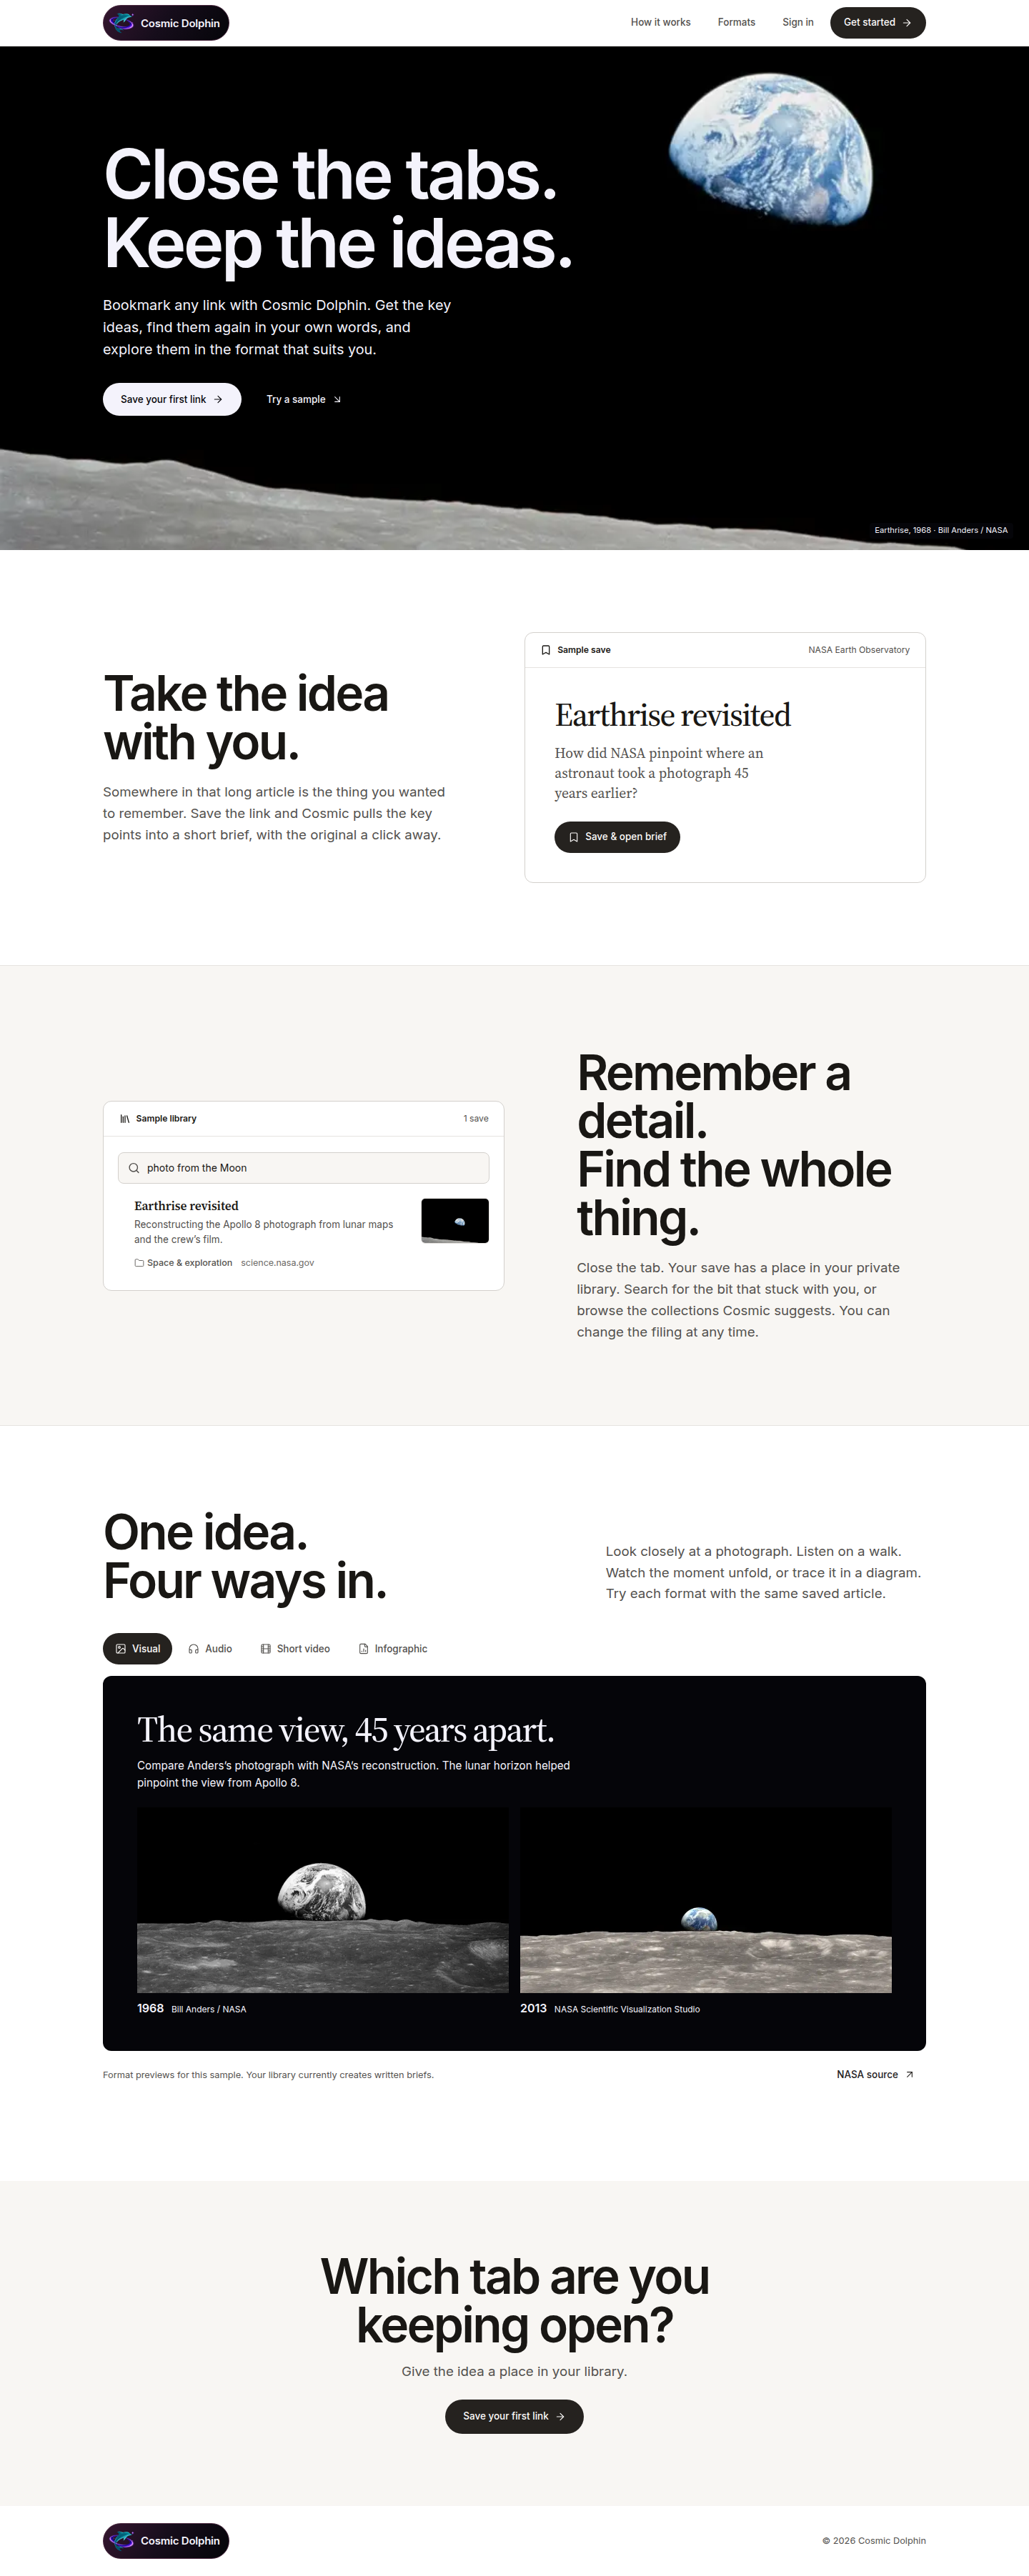 Cosmic Dolphin
How it works
Formats
Sign in
Get started
Close the tabs.
Keep the ideas.
Bookmark any link with Cosmic Dolphin. Get the key
ideas, find them again in your own words, and
explore them in the format that suits you.
Save your first link
Try a sample
Earthrise, 1968 · Bill Anders / NASA
Take the idea
with you.
Somewhere in that long article is the thing you wanted
to remember. Save the link and Cosmic pulls the key
points into a short brief, with the original a click away.
Sample save
NASA Earth Observatory
Earthrise revisited
How did NASA pinpoint where an
astronaut took a photograph 45
years earlier?
Save & open brief
Sample library
1 save
photo from the Moon
Earthrise revisited
Reconstructing the Apollo 8 photograph from lunar maps
and the crew’s film.
Space & exploration
science.nasa.gov
Remember a
detail.
Find the whole
thing.
Close the tab. Your save has a place in your private
library. Search for the bit that stuck with you, or
browse the collections Cosmic suggests. You can
change the filing at any time.
One idea.
Four ways in.
Look closely at a photograph. Listen on a walk.
Watch the moment unfold, or trace it in a diagram.
Try each format with the same saved article.
Visual
Audio
Short video
Infographic
The same view, 45 years apart.
Compare Anders’s photograph with NASA’s reconstruction. The lunar horizon helped
pinpoint the view from Apollo 8.
1968 Bill Anders / NASA
2013 NASA Scientific Visualization Studio
Format previews for this sample. Your library currently creates written briefs.
NASA source
Which tab are you
keeping open?
Give the idea a place in your library.
Save your first link
Cosmic Dolphin
© 2026 Cosmic Dolphin